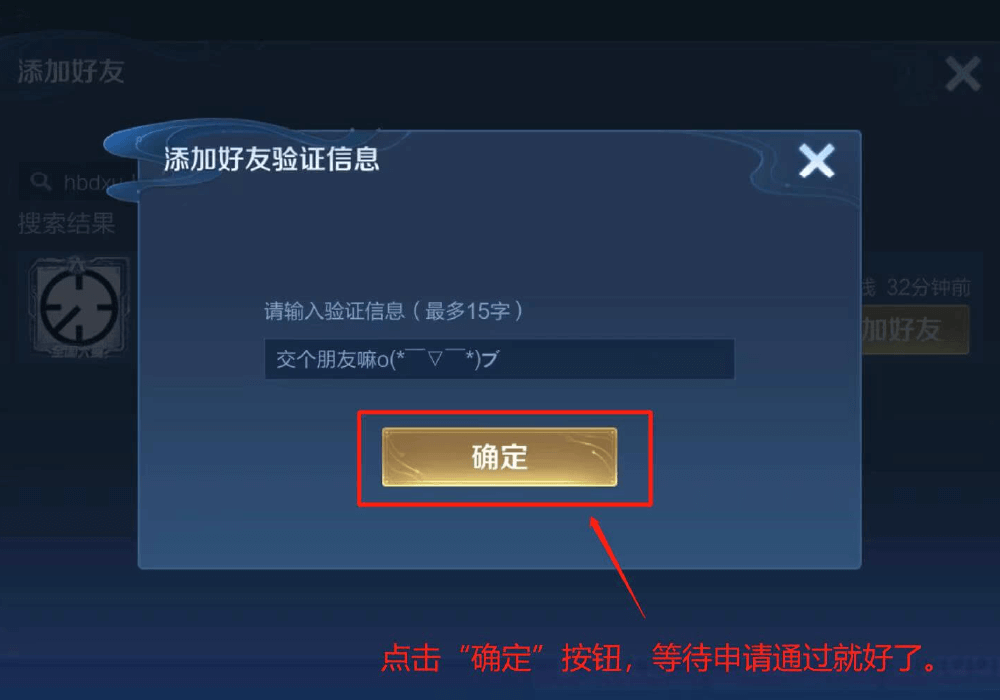 添加好友
添加好友验证信息
hbdxy
搜索结果
请输入验证信息（最多15字）
线 32分钟前
加好友
交个朋友嘛o(*￣▽￣*)ブ
确定
点击“确定”按钮，等待申请通过就好了。